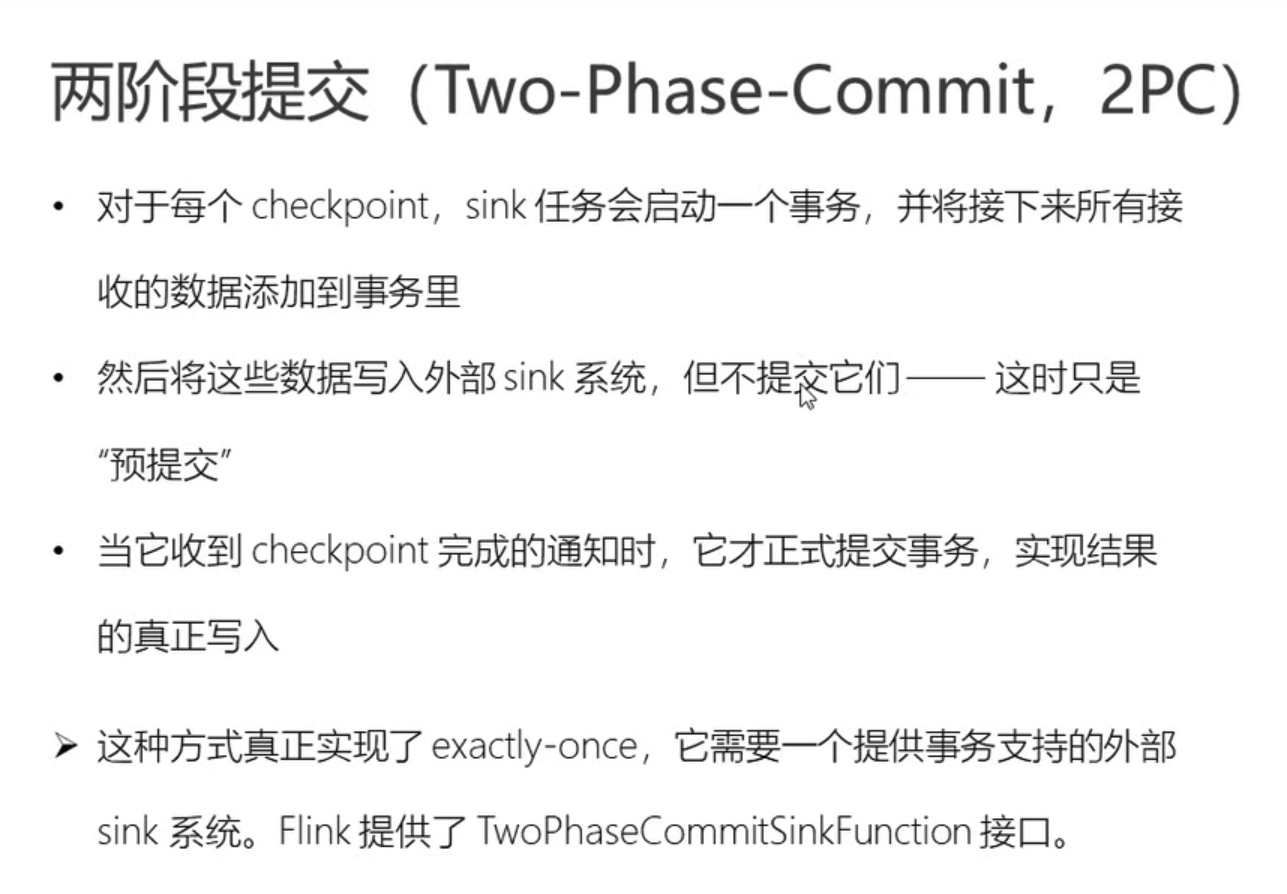 两阶段提交（Two-Phase-Commit，2PC）
• 对于每个 checkpoint，sink 任务会启动一个事务，并将接下来所有接
收的数据添加到事务里
• 然后将这些数据写入外部 sink 系统，但不提交它们 —— 这时只是
“预提交”
• 当它收到 checkpoint 完成的通知时，它才正式提交事务，实现结果
的真正写入
➢ 这种方式真正实现了 exactly-once，它需要一个提供事务支持的外部
sink 系统。Flink 提供了 TwoPhaseCommitSinkFunction 接口。